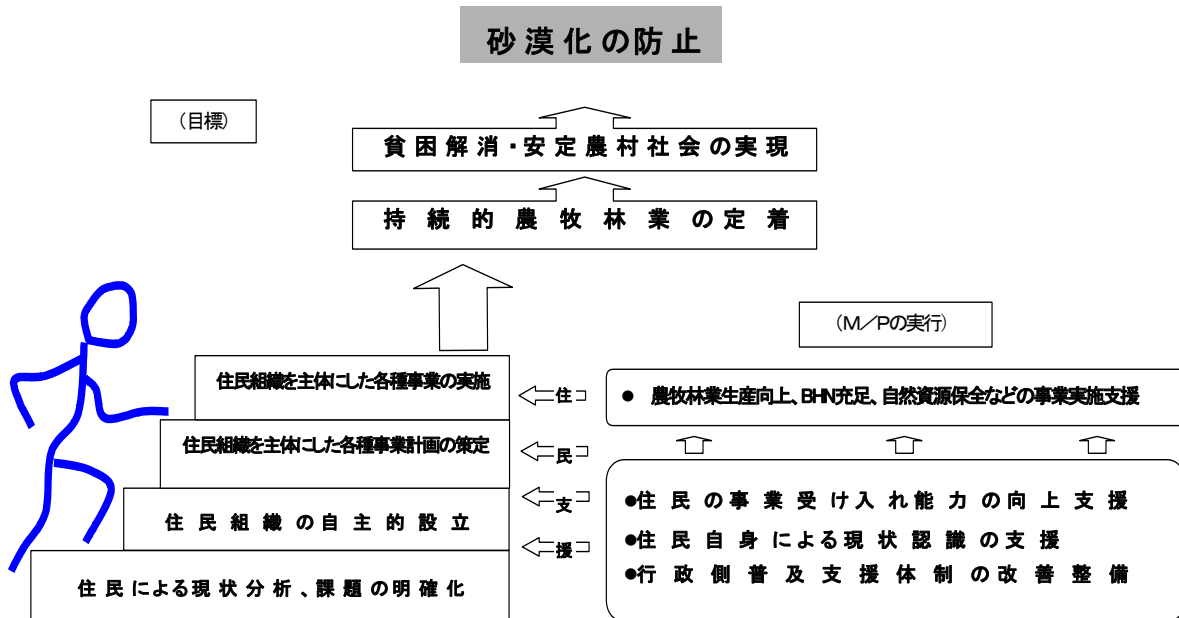 砂漠化の防止
（目標）
貧困解消・安定農村社会の実現
持続的農牧林業の定着
（M／Pの実行）
住民組織を主体にした各種事業の実施
住民組織を主体にした各種事業計画の策定
住民組織の自主的設立
住民による現状分析、課題の明確化
住
民
支
援
● 農牧林業生産向上、BHN充足、自然資源保全などの事業実施支援
●住民の事業受け入れ能力の向上支援
●住民自身による現状認識の支援
●行政側普及支援体制の改善整備